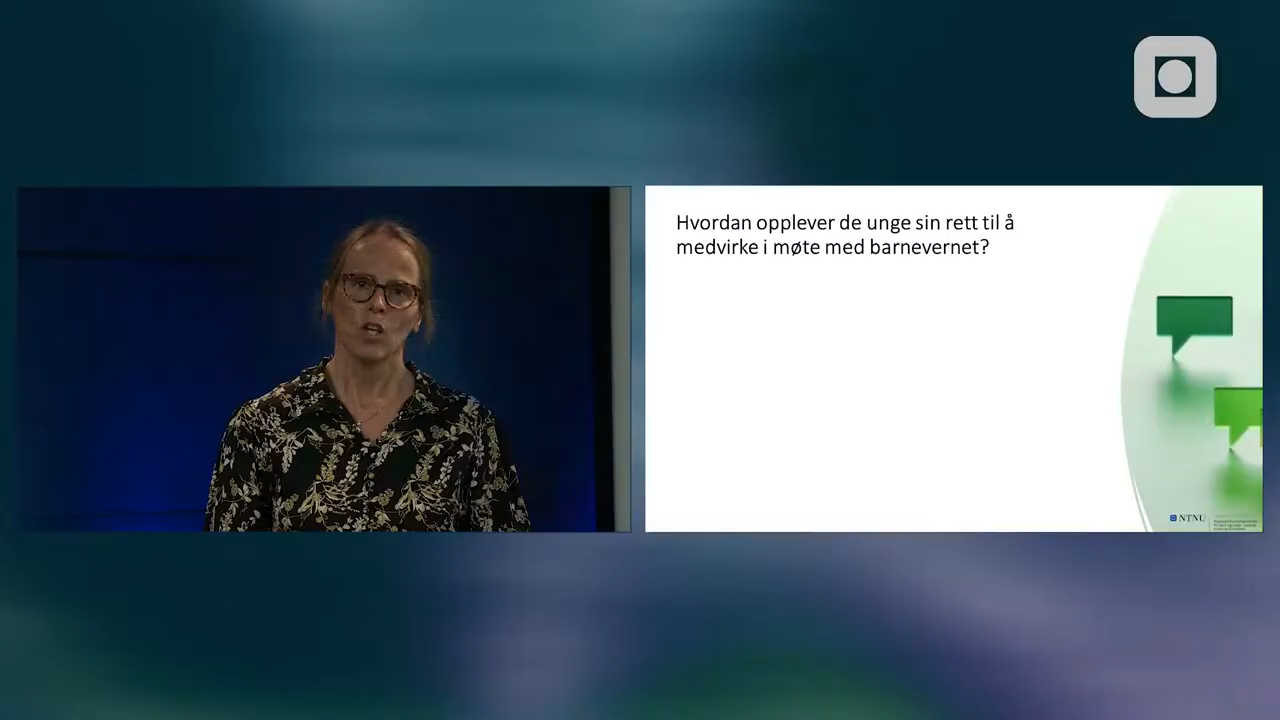 Hvordan opplever de unge sin rett til å
medvirke i møte med barnevernet?
NTNU